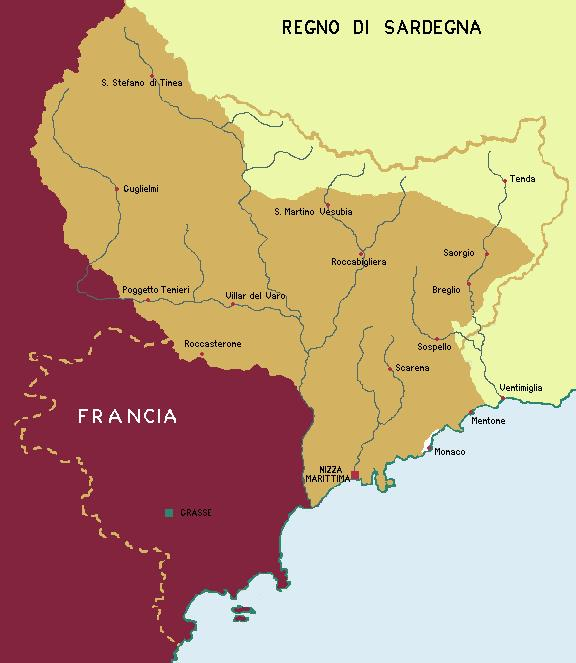 REGNO DI SARDEGNA
S. Stefano di Tinea
Tenda
Guglielmi
S. Martino Vesubia
Saorgio
Roccabigliera
Breglio
Poggetto Tenieri
Villar del Varo
Roccasterone
Sospello
Scarena
Ventimiglia
FRANCIA
Mentone
Monaco
NIZZA
MARITTIMA
GRASSE